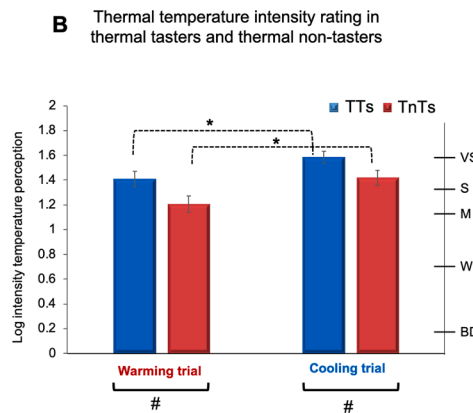 B
Thermal temperature intensity rating in
thermal tasters and thermal non-tasters
TTs TnTs
Log intensity temperature perception
2
1.8
1.6
1.4
1.2
1
0.8
0.6
0.4
0.2
0
*
*
VS
S
M
W
BD
Warming trial
Cooling trial
#
#